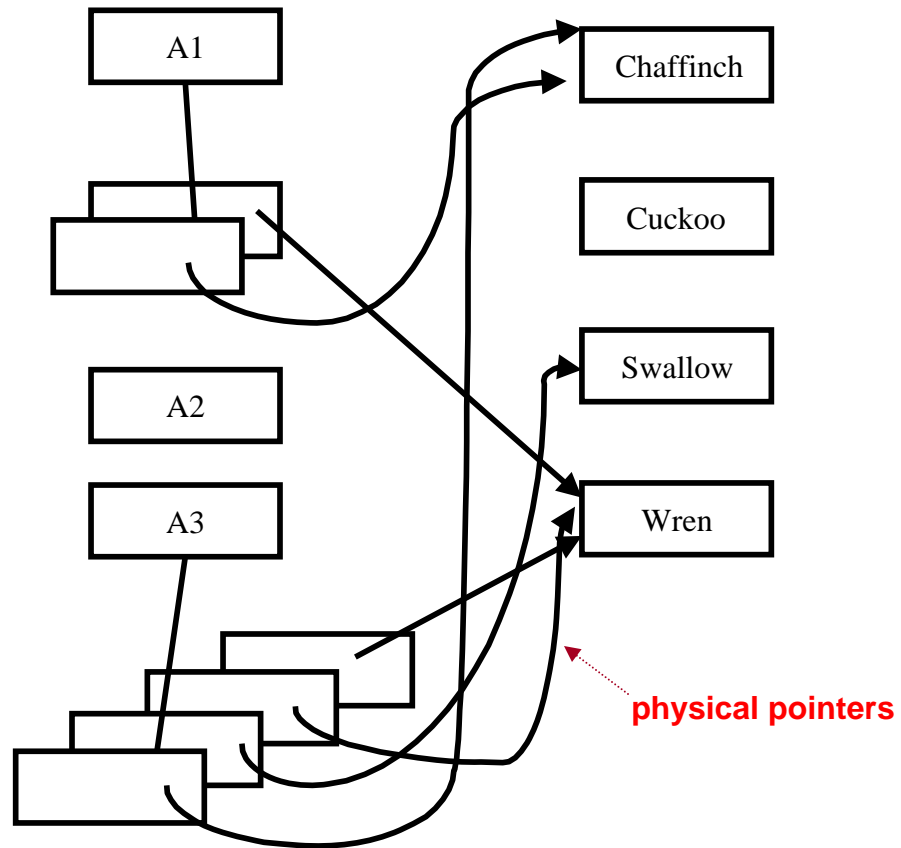 A1
Chaffinch
Cuckoo
Swallow
A2
Wren
A3
physical pointers